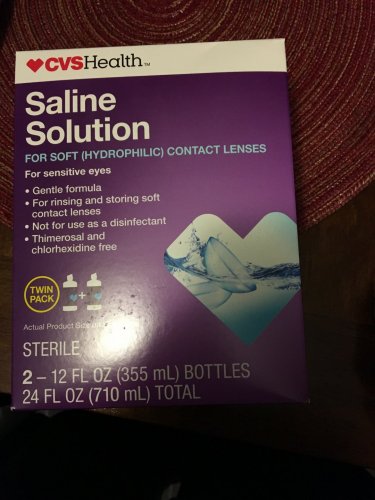 CVSHealth™
Saline
Solution
FOR SOFT (HYDROPHILIC) CONTACT LENSES
For sensitive eyes
• Gentle formula
• For rinsing and storing soft
contact lenses
• Not for use as a disinfectant
• Thimerosal and
chlorhexidine free
TWIN
PACK
+
Actual Product Size
STERILE
2 – 12 FL OZ (355 mL) BOTTLES
24 FL OZ (710 mL) TOTAL